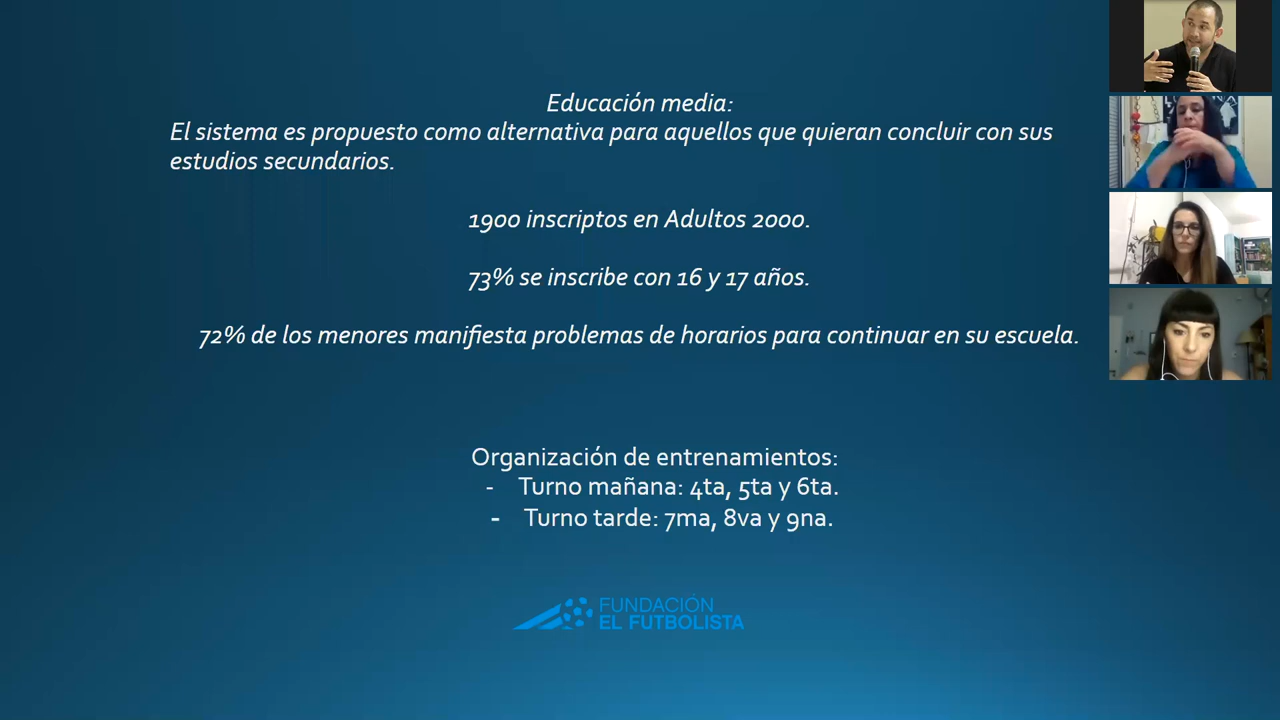 Educación media:
El sistema es propuesto como alternativa para aquellos que quieran concluir con sus
estudios secundarios.
1900 inscriptos en Adultos 2000.
73% se inscribe con 16 y 17 años.
72% de los menores manifiesta problemas de horarios para continuar en su escuela.
Organización de entrenamientos:
- Turno mañana: 4ta, 5ta y 6ta.
- Turno tarde: 7ma, 8va y 9na.
FUNDACIÓN
EL FUTBOLISTA